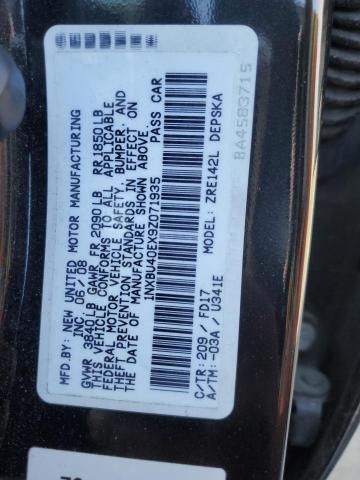 MFD.BY: NEW UNITED MOTOR MANUFACTURING
INC. 06/08
GVWR 3840LB GAWR FR 2090LB RR1850LB
THIS VEHICLE CONFORMS TO ALL APPLICABLE
FEDERAL MOTOR VEHICLE SAFETY, BUMPER, AND
THEFT PREVENTION STANDARDS IN EFFECT ON
THE DATE OF MANUFACTURE SHOWN ABOVE.
1NXBU40EX9Z071935 PASS CAR
MODEL: ZRE142L DEPSKA
C/TR: 209/FD17
A/TM: -03A/U341E
BA4583715